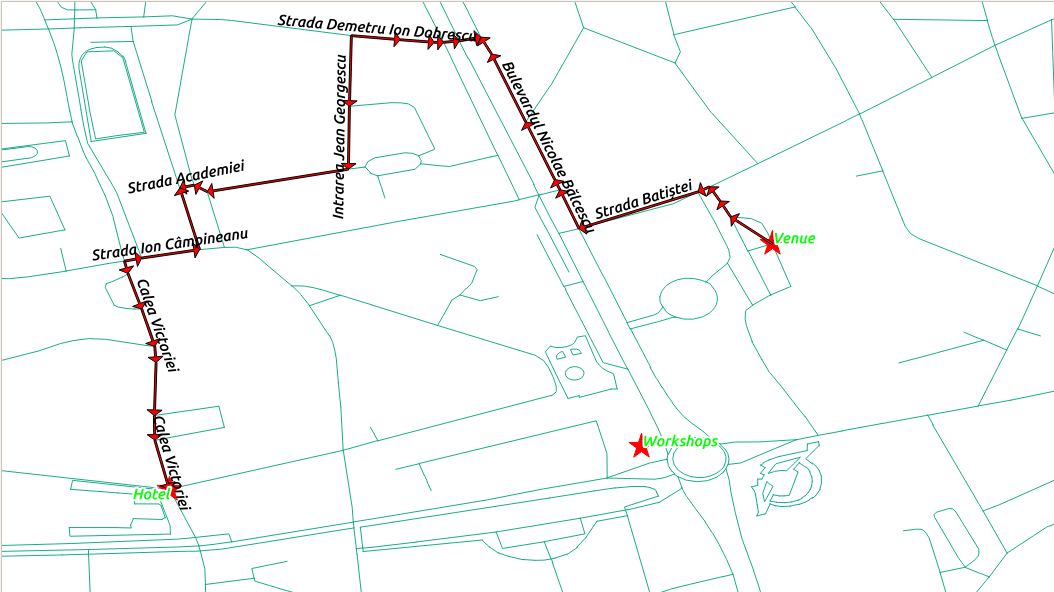 Strada Demetru Ion Dobrescu
Intrarea Jean Georgescu
Bulevardul Nicolae Bălcescu
Strada Academiei
Strada Batiștei
Strada Ion Câmpineanu
Venue
Calea Victoriei
Calea Victoriei
Workshops
Hotel